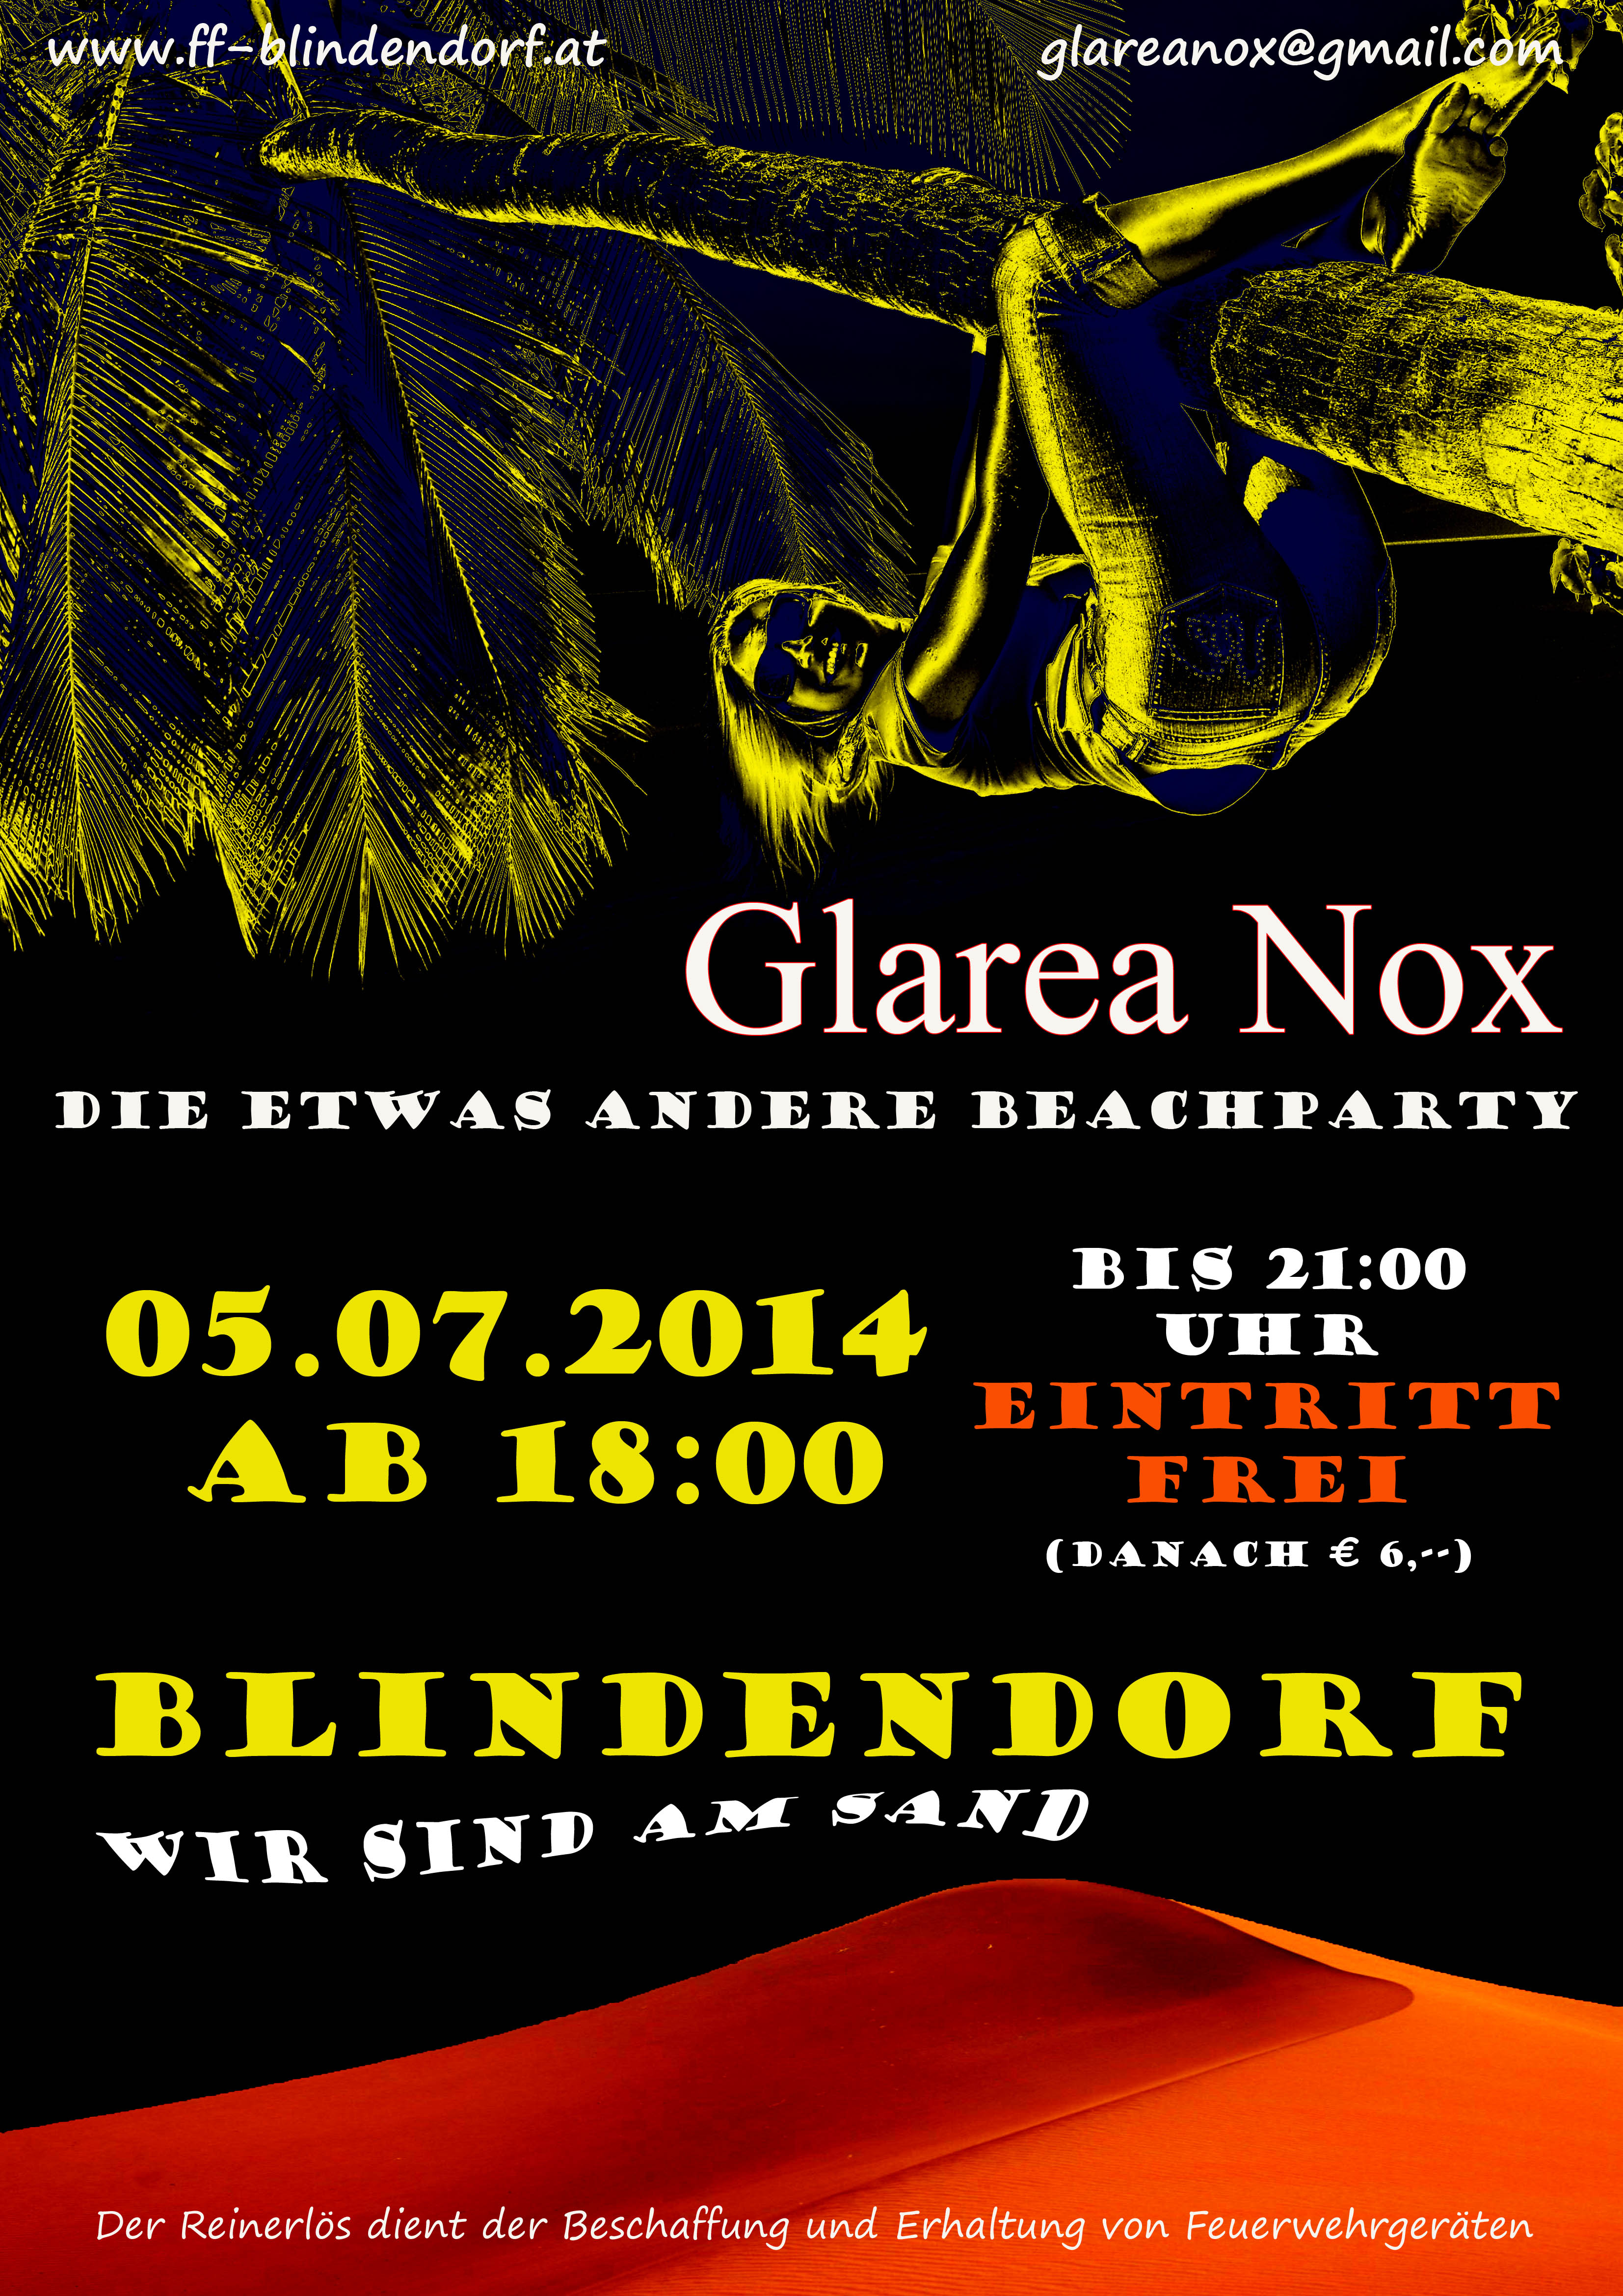 www.ff-blindendorf.at
glareanox@gmail.com
Glarea Nox
DIE ETWAS ANDERE BEACHPARTY
05.07.2014
AB 18:00
BIS 21:00
UHR
EINTRITT
FREI
(DANACH € 6,--)
BLINDENDORF
WIR SIND AM SAND
Der Reinerlös dient der Beschaffung und Erhaltung von Feuerwehrgeräten